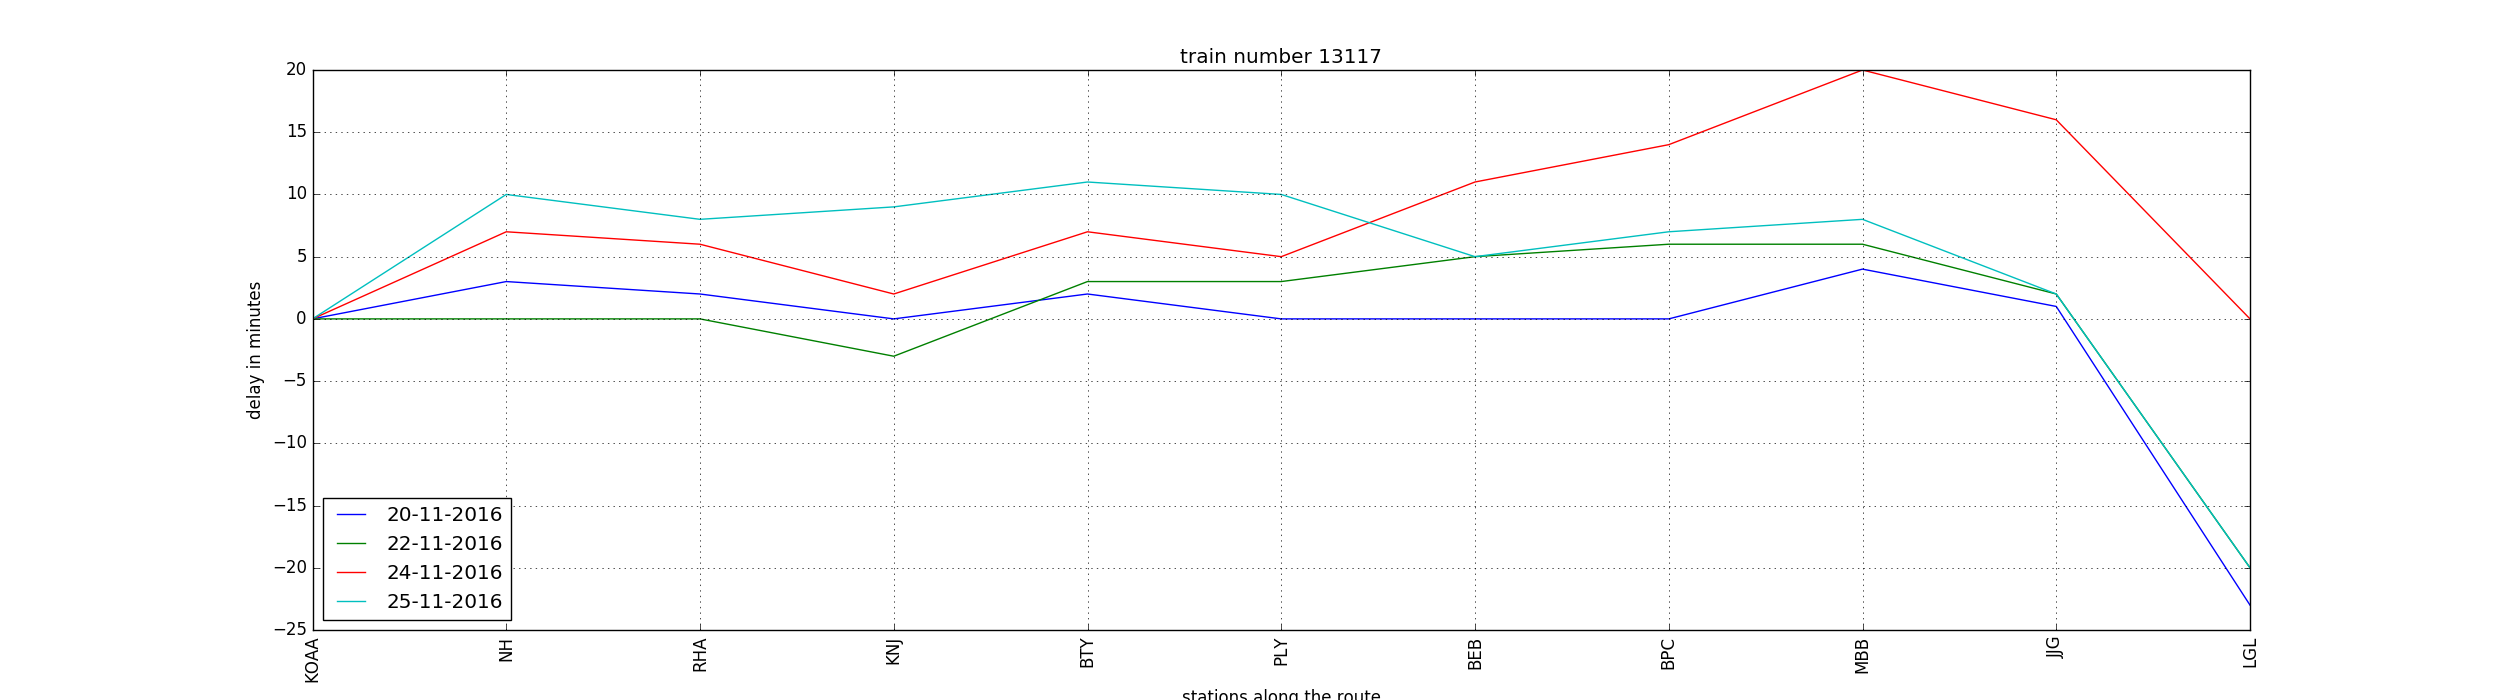 train number 13117
20
15
10
5
0
−5
−10
−15
−20
−25
delay in minutes
20-11-2016
22-11-2016
24-11-2016
25-11-2016
KOAA
NH
RHA
KNJ
BTY
PLY
BEB
BPC
MBB
JJG
LGL
stations along the route